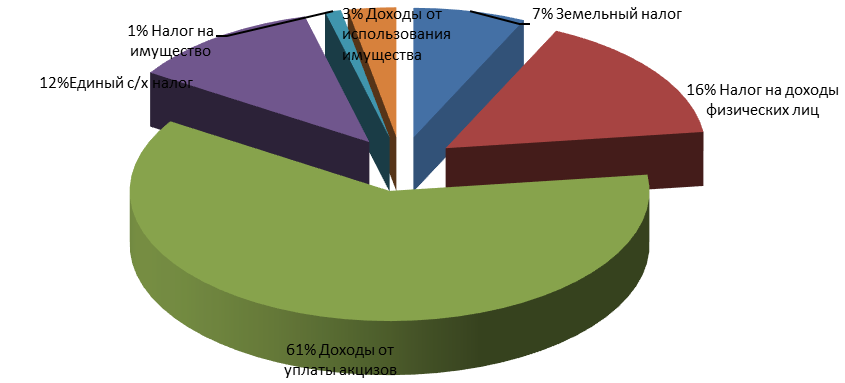 3% Доходы от
использования
имущества
7% Земельный налог
1% Налог на
имущество
12%Единый с/х налог
16% Налог на доходы
физических лиц
61% Доходы от
уплаты акцизов